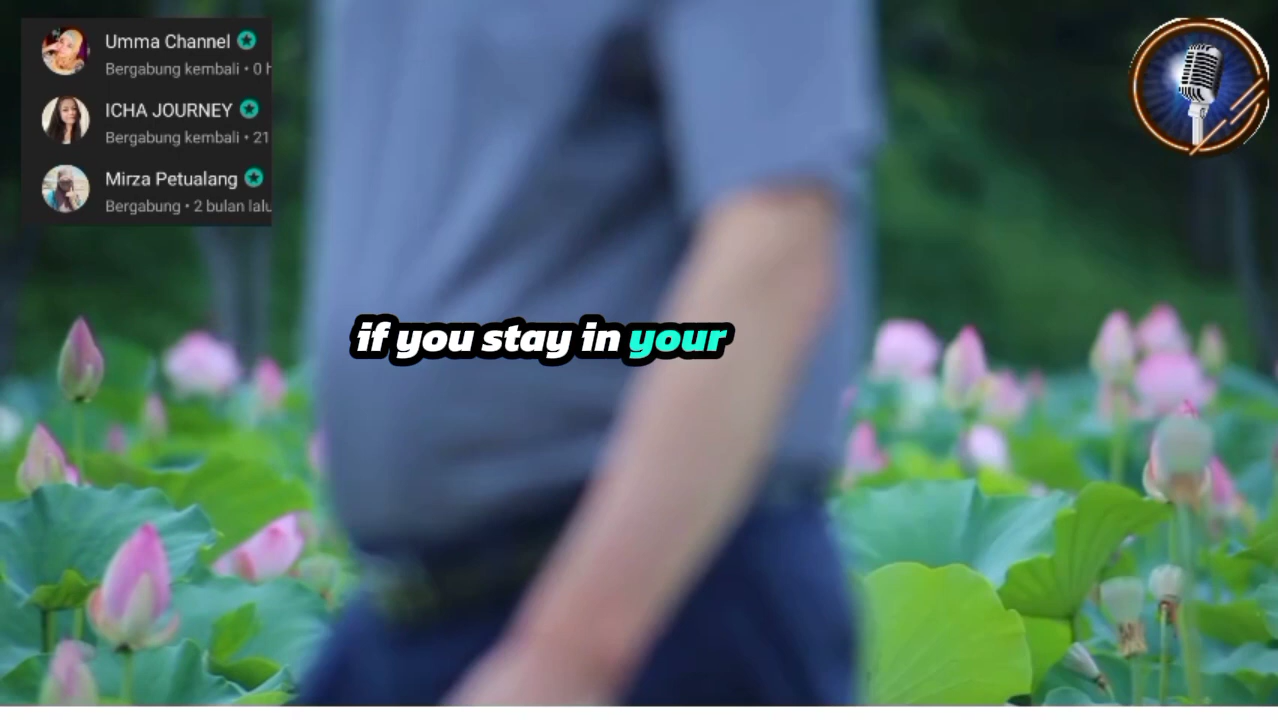 Umma Channel
Bergabung kembali • 0 h
ICHA JOURNEY
Bergabung kembali • 21
Mirza Petualang
Bergabung • 2 bulan lalu
if you stay in your